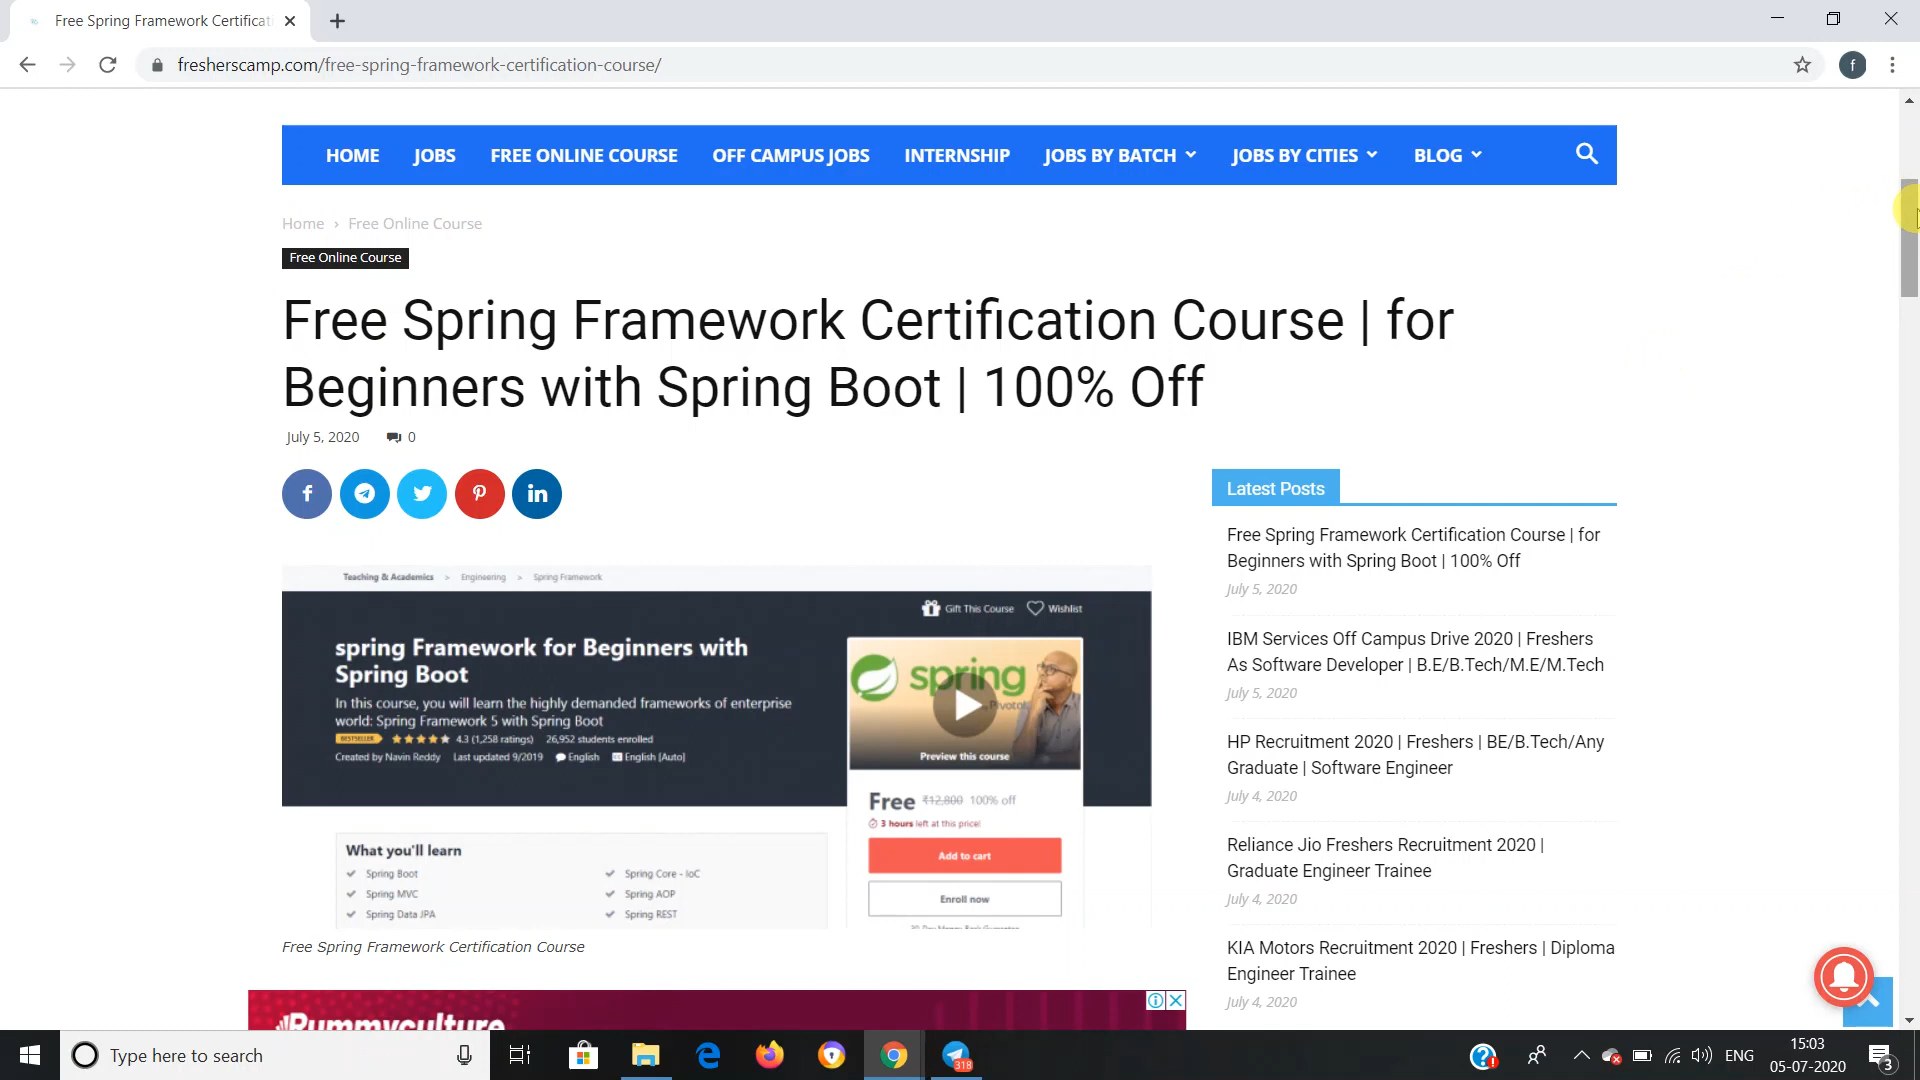 Free Spring Framework Certificat
fresherscamp.com/free-spring-framework-certification-course/
f
HOME JOBS FREE ONLINE COURSE OFF CAMPUS JOBS INTERNSHIP JOBS BY BATCH JOBS BY CITIES BLOG
Home › Free Online Course
Free Online Course
Free Spring Framework Certification Course | for
Beginners with Spring Boot | 100% Off
July 5, 2020 0
Teaching & Academics > Engineering > Spring Framework
Gift This Course Wishlist
spring Framework for Beginners with
Spring Boot
In this course, you will learn the highly demanded frameworks of enterprise
world: Spring Framework 5 with Spring Boot
BESTSELLER 4.3 (1,258 ratings) 26,952 students enrolled
Created by Navin Reddy Last updated 9/2019 English English [Auto]
spring
by Pivotal
Preview this course
Free ₹12,800 100% off
3 hours left at this price!
Add to cart
Enroll now
What you'll learn
Spring Boot Spring Core - IoC
Spring MVC Spring AOP
Spring Data JPA Spring REST
Free Spring Framework Certification Course
Rummyculture
Latest Posts
Free Spring Framework Certification Course | for
Beginners with Spring Boot | 100% Off
July 5, 2020
IBM Services Off Campus Drive 2020 | Freshers
As Software Developer | B.E/B.Tech/M.E/M.Tech
July 5, 2020
HP Recruitment 2020 | Freshers | BE/B.Tech/Any
Graduate | Software Engineer
July 4, 2020
Reliance Jio Freshers Recruitment 2020 |
Graduate Engineer Trainee
July 4, 2020
KIA Motors Recruitment 2020 | Freshers | Diploma
Engineer Trainee
July 4, 2020
Type here to search
318
ENG
15:03
05-07-2020
3